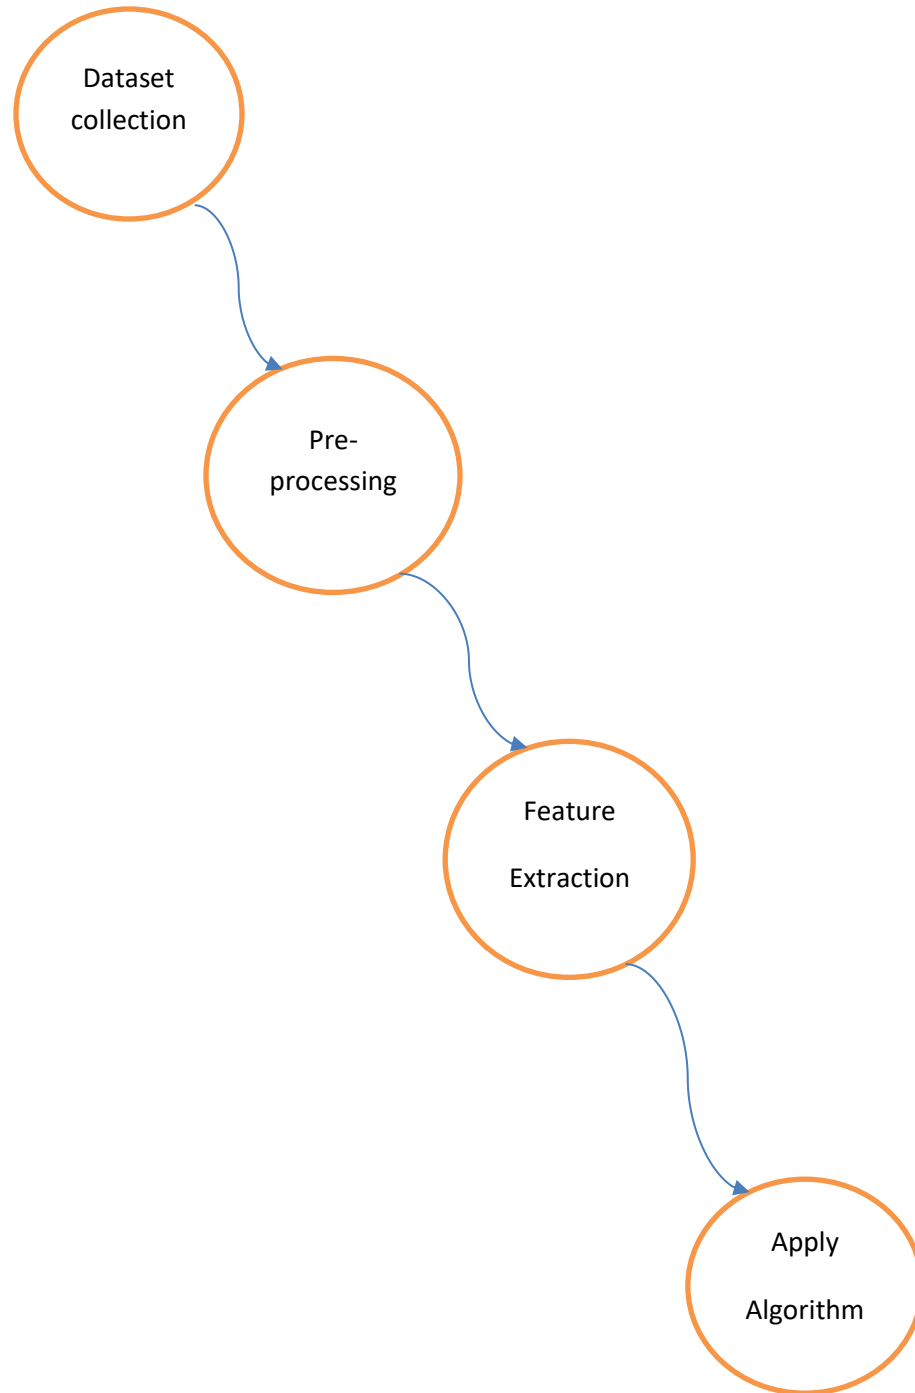 Dataset
collection
Pre-
processing
Feature
Extraction
Apply
Algorithm